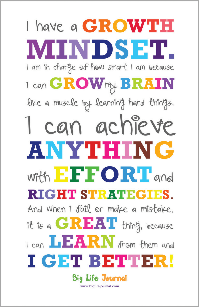 I have a GROWTH
MINDSET.
I am in charge of how smart I am because
I can GROW my BRAIN
like a muscle by learning hard things.
I can achieve
ANYTHING
with EFFORT and
RIGHT STRATEGIES.
And when I fail or make a mistake,
it is a GREAT thing, because
I can LEARN from them and
I GET BETTER!
Big Life Journal